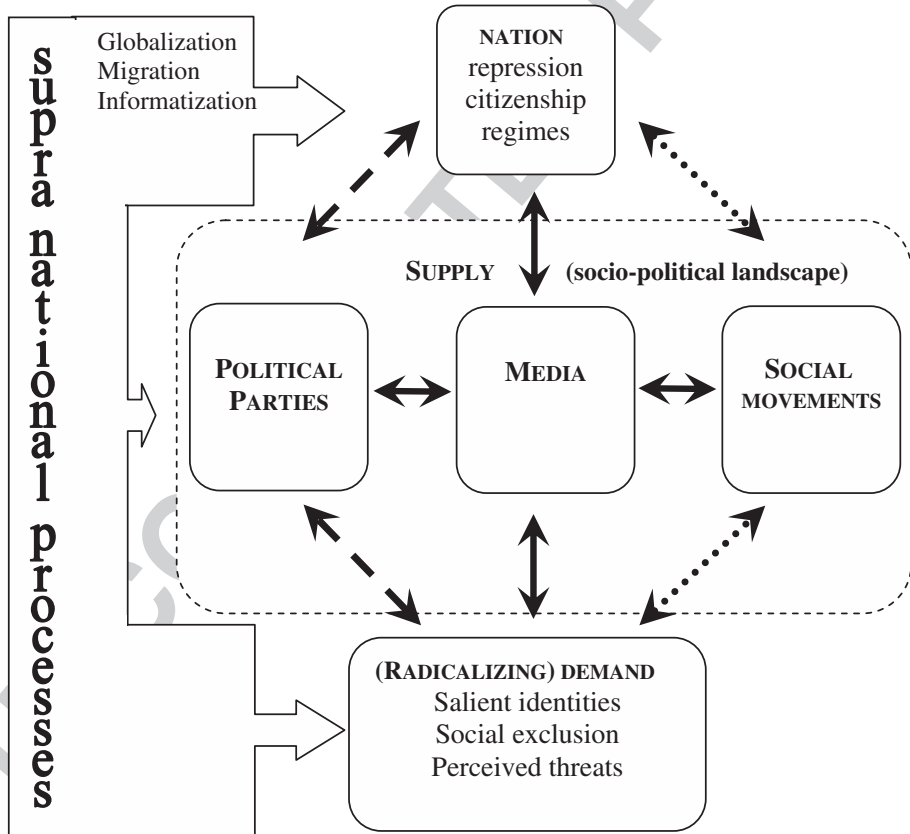 supra national processes
Globalization
Migration
Informatization
NATION
repression
citizenship
regimes
SUPPLY (socio-political landscape)
POLITICAL
PARTIES
MEDIA
SOCIAL
MOVEMENTS
(RADICALIZING) DEMAND
Salient identities
Social exclusion
Perceived threats